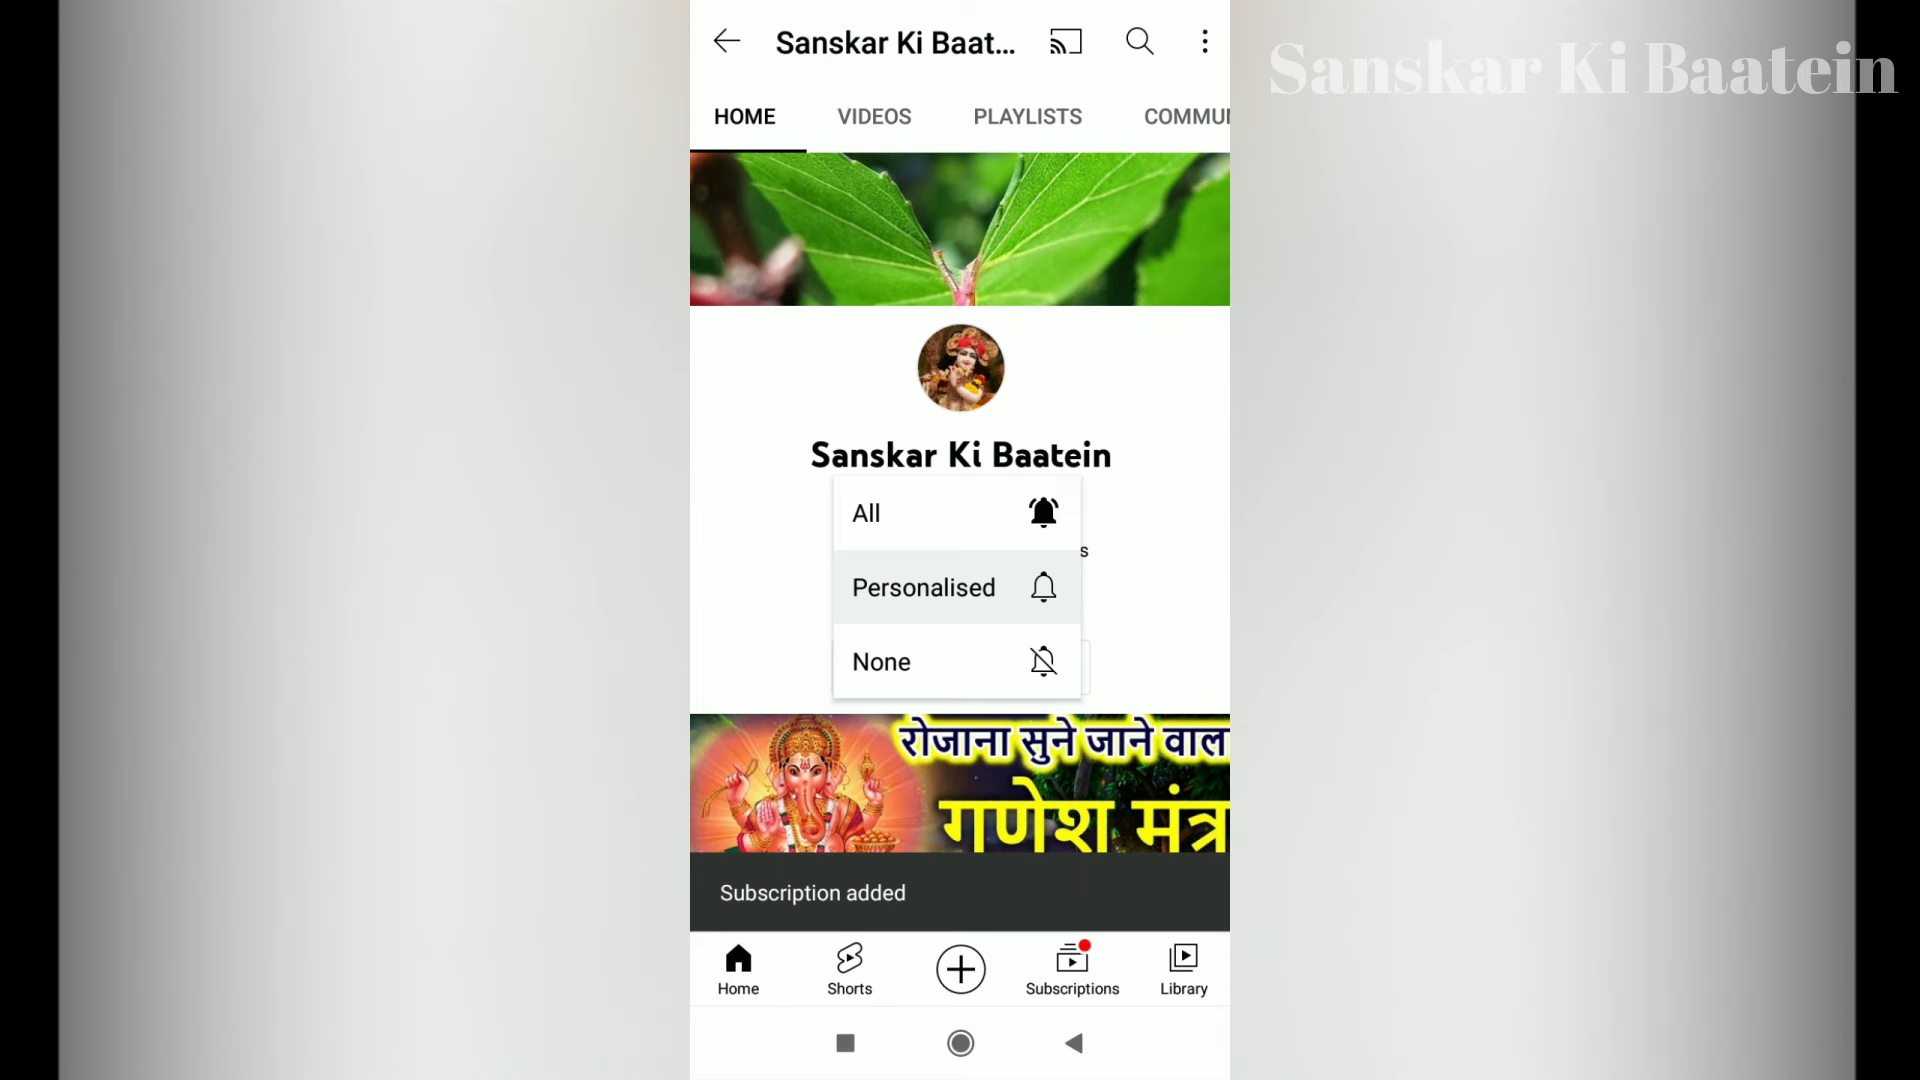 Sanskar Ki Baat...
Sanskar Ki Baatein
HOME VIDEOS PLAYLISTS COMMU
Sanskar Ki Baatein
All
s
Personalised
None
रोजाना सुने जाने वाल
गणेश मंत्र
Subscription added
Home Shorts Subscriptions Library